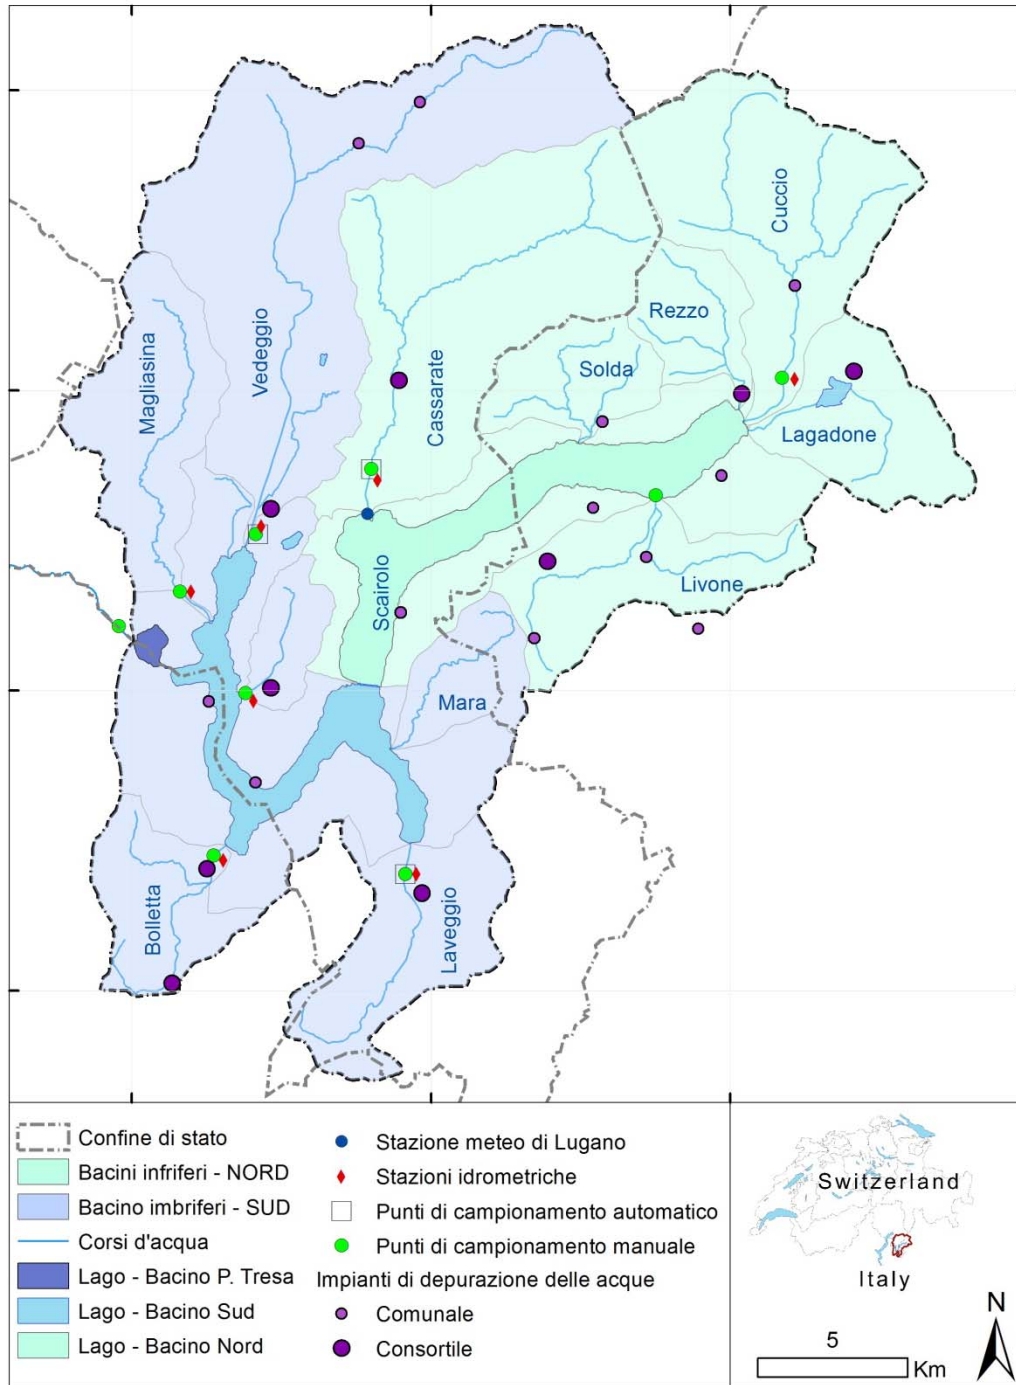 Cuccio
Rezzo
Magliasina
Vedeggio
Solda
Cassarate
Lagadone
Scairolo
Livone
Mara
Bolletta
Laveggio
Confine di stato
Bacini infriferi - NORD
Bacino imbriferi - SUD
Corsi d'acqua
Lago - Bacino P. Tresa
Lago - Bacino Sud
Lago - Bacino Nord
Stazione meteo di Lugano
Stazioni idrometriche
Punti di campionamento automatico
Punti di campionamento manuale
Impianti di depurazione delle acque
Comunale
Consortile
Switzerland
Italy
N
5
Km